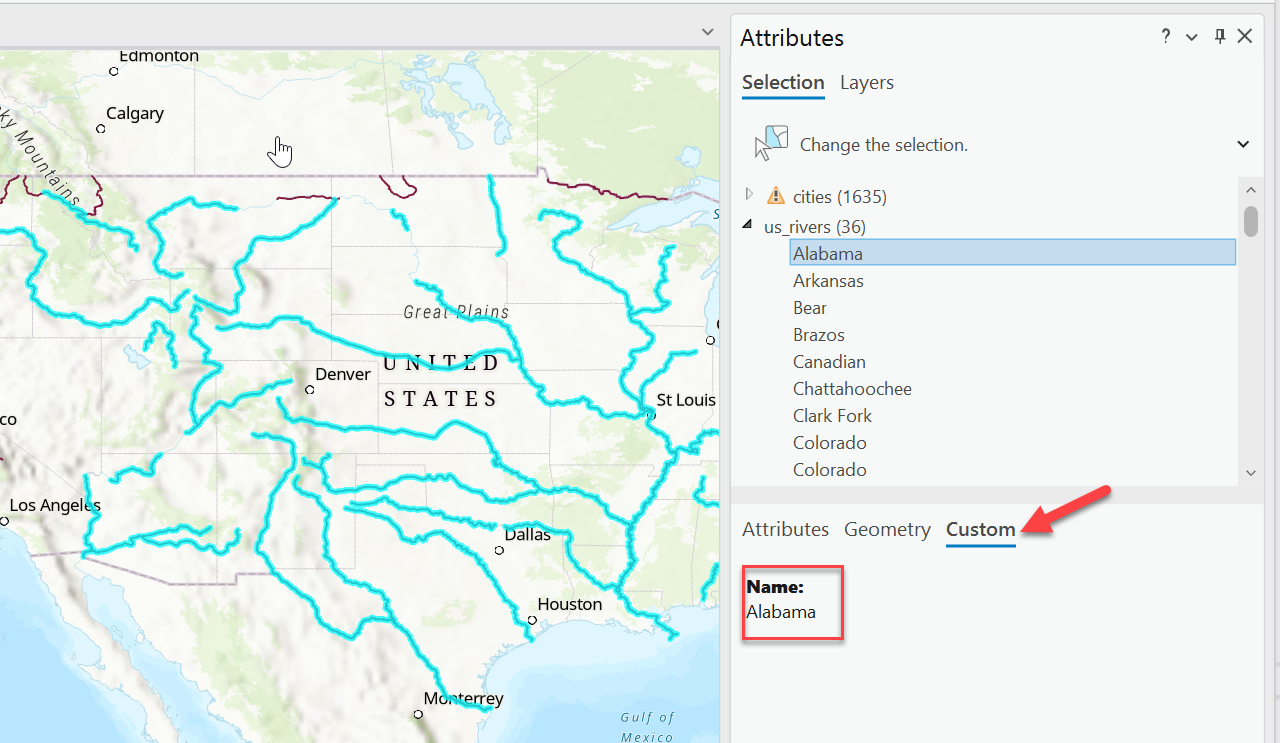 Edmonton
Calgary
ky Mountains
Great Plains
UNITED
STATES
Denver
St Louis
co
Los Angeles
Dallas
Houston
Monterrey
Gulf of
Mexico
Attributes
?
Selection Layers
Change the selection.
cities (1635)
us_rivers (36)
Alabama
Arkansas
Bear
Brazos
Canadian
Chattahoochee
Clark Fork
Colorado
Colorado
Attributes Geometry Custom
Name:
Alabama